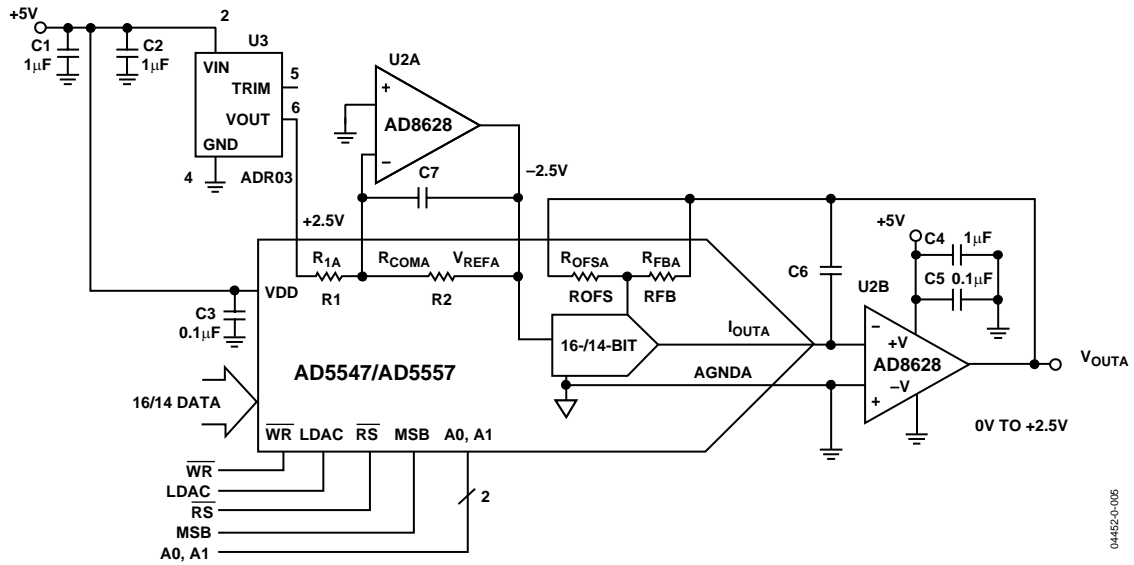 +5V
2
U3
C1
1µF
C2
1µF
VIN
TRIM
5
VOUT
6
GND
4
ADR03
U2A
+
AD8628
−
C7
−2.5V
+2.5V
R1A
RCOMA
VREFA
R1
R2
ROFSA
RFBA
ROFS
RFB
VDD
C3
0.1µF
16-/14-BIT
IOUTA
AGNDA
AD5547/AD5557
16/14 DATA
C6
+5V
C4
1µF
C5
0.1µF
U2B
−
+V
AD8628
−V
+
VOUTA
0V TO +2.5V
WR LDAC RS MSB A0, A1
WR
LDAC
RS
MSB
A0, A1
2
04452-0-005